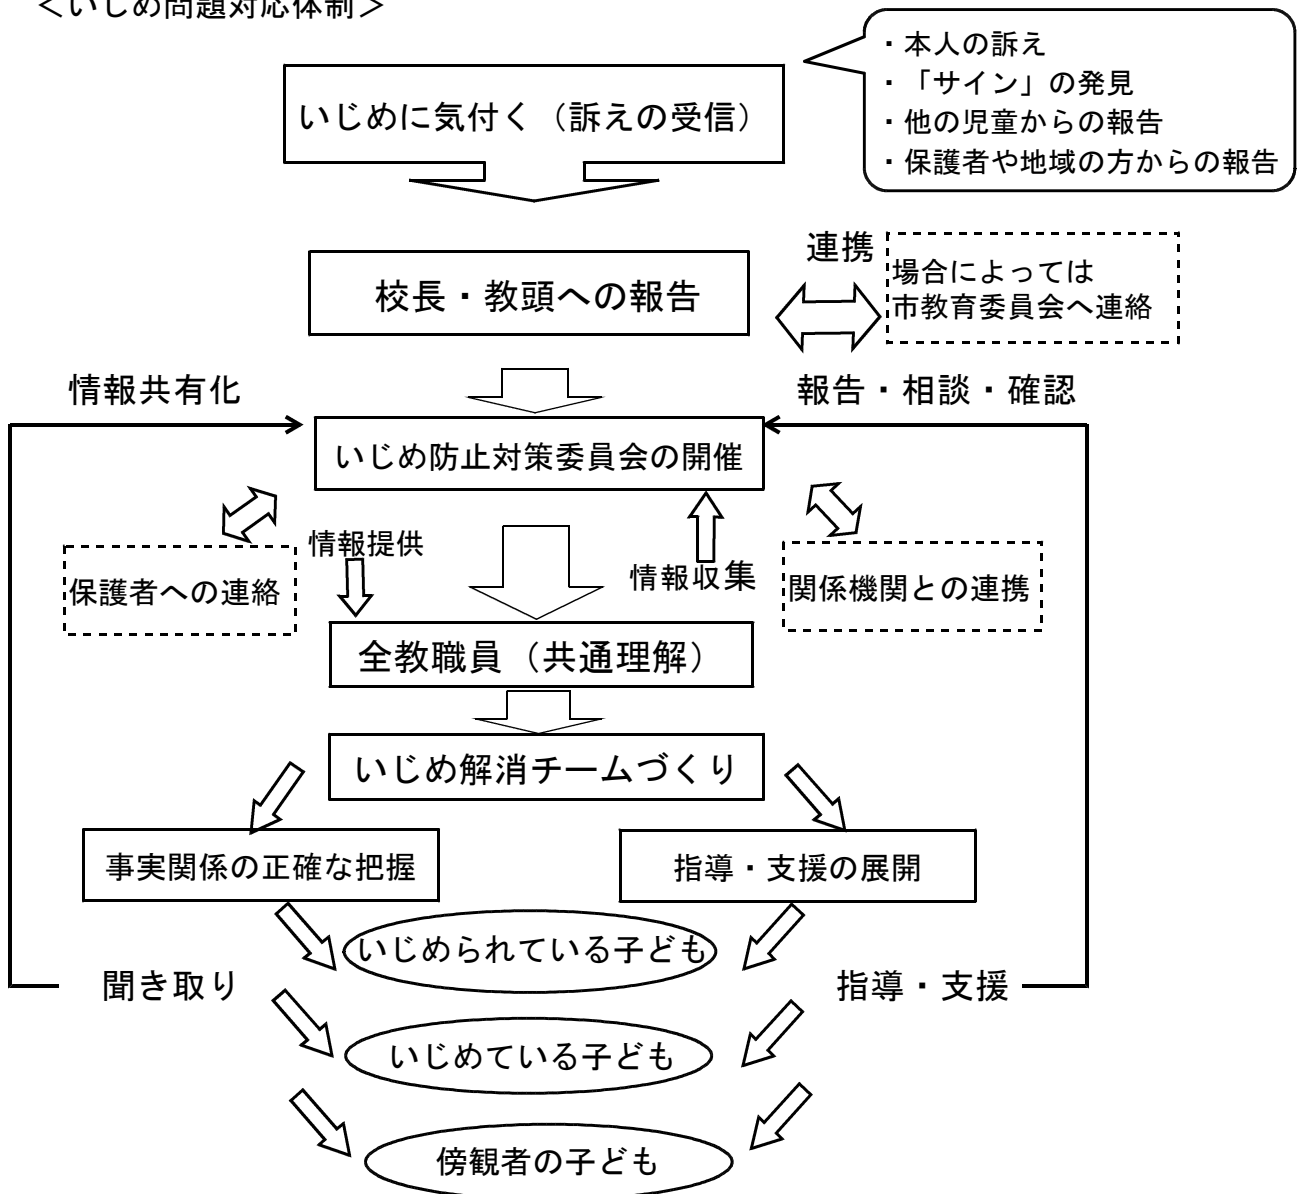 ＜いじめ問題対応体制＞
・本人の訴え
・「サイン」の発見
・他の児童からの報告
・保護者や地域の方からの報告
いじめに気付く（訴えの受信）
連携
場合によっては
市教育委員会へ連絡
校長・教頭への報告
情報共有化
報告・相談・確認
いじめ防止対策委員会の開催
情報提供
情報収集
保護者への連絡
関係機関との連携
全教職員（共通理解）
いじめ解消チームづくり
事実関係の正確な把握
指導・支援の展開
いじめられている子ども
聞き取り
指導・支援
いじめている子ども
傍観者の子ども